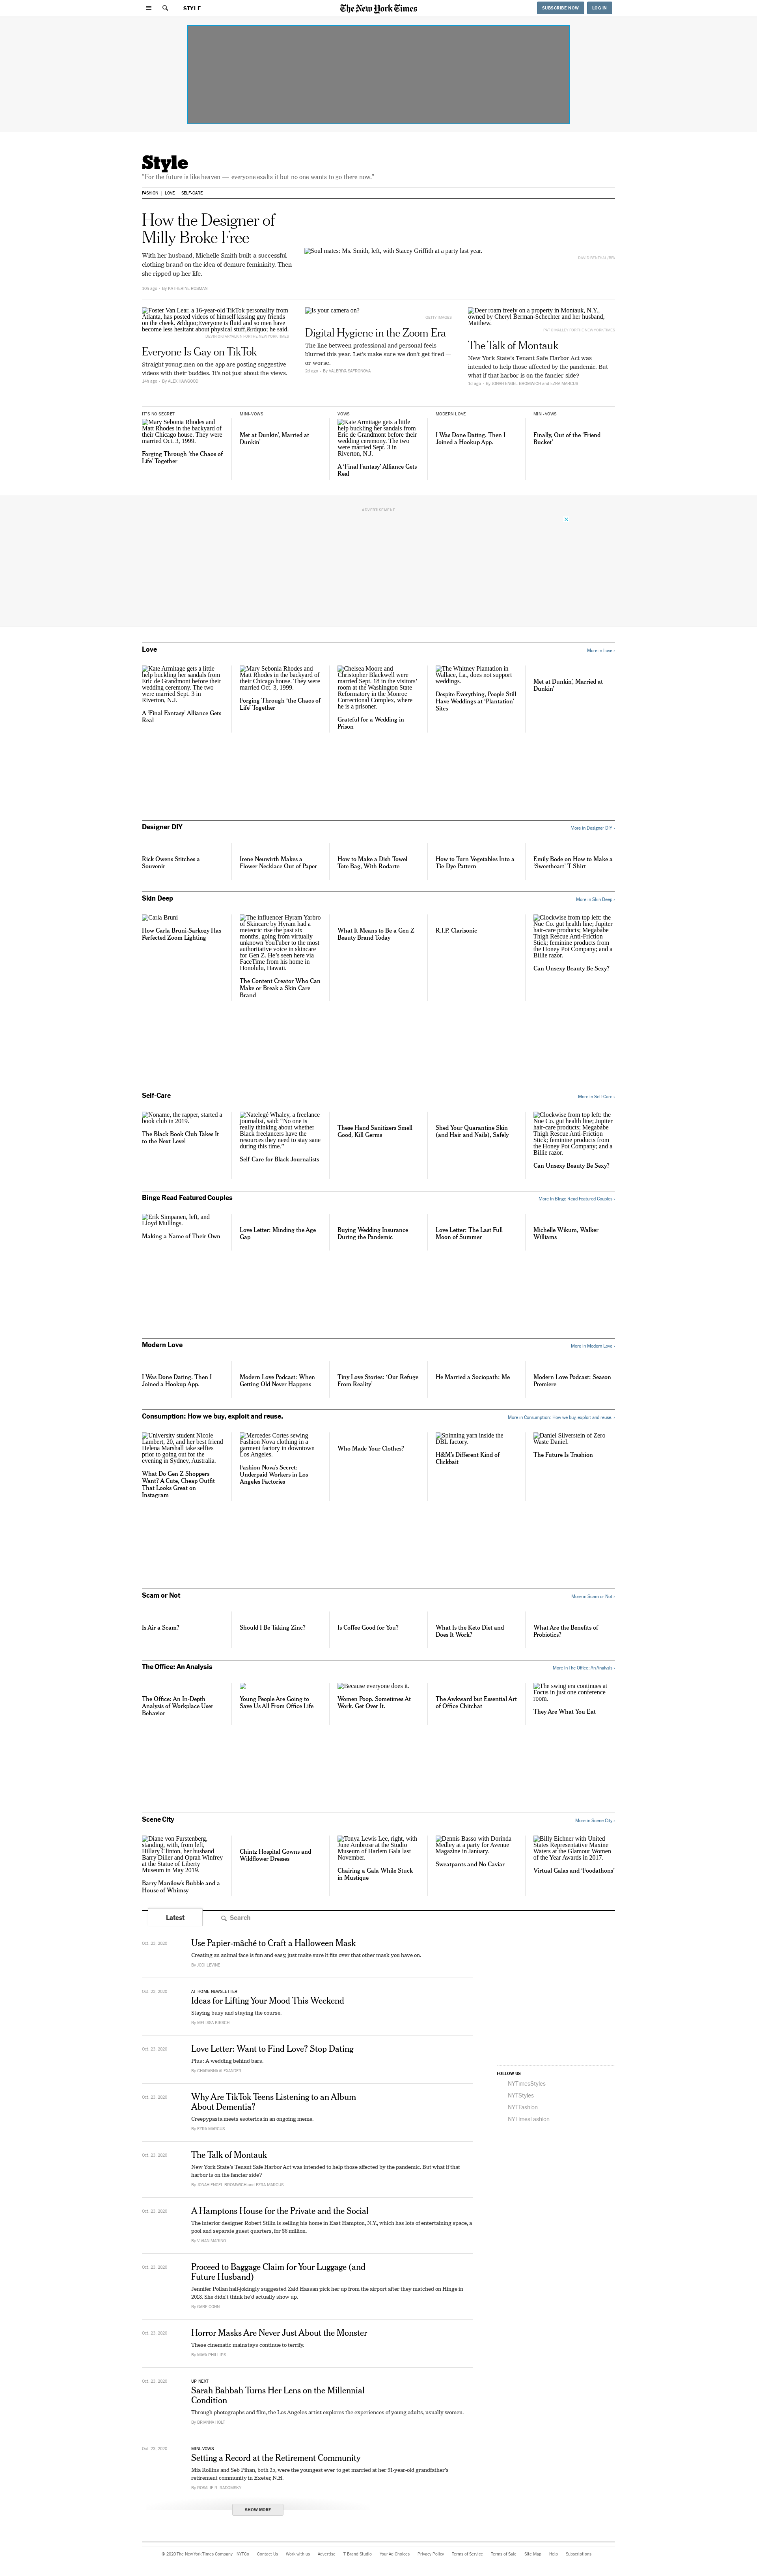 STYLE
The New York Times
SUBSCRIBE NOW
LOG IN
Style
"For the future is like heaven — everyone exalts it but no one wants to go there now."
FASHION
LOVE
SELF-CARE
How the Designer of
Milly Broke Free
With her husband, Michelle Smith built a successful
clothing brand on the idea of demure femininity. Then
she ripped up her life.
10h ago · By KATHERINE ROSMAN
Soul mates: Ms. Smith, left, with Stacey Griffith at a party last year.
Foster Van Lear, a 16-year-old TikTok personality from
Atlanta, has posted videos of himself kissing guy friends
on the cheek. &ldquo;Everyone is fluid and so men have
become less hesitant about physical stuff,&rdquo; he said.
Everyone Is Gay on TikTok
Straight young men on the app are posting suggestive
videos with their buddies. It's not just about the views.
14h ago · By ALEX HAWGOOD
Is your camera on?
GETTY IMAGES
Digital Hygiene in the Zoom Era
The line between professional and personal feels
blurred this year. Let's make sure we don't get fired —
or worse.
1d ago · By VALERIYA SAFRONOVA
Deer roam freely on a property in Montauk, N.Y.,
owned by Cheryl Berman-Schechter and her husband,
Matthew.
The Talk of Montauk
New York State's Tenant Safe Harbor Act was
intended to help those affected by the pandemic. But
what if that harbor is on the fancier side?
1d ago · By JONAH ENGEL BROMWICH and EZRA MARCUS
IT'S NO SECRET
Mary Sebonia Rhodes and
Matt Rhodes in the backyard of
their Chicago house. They were
married Oct. 3, 1999.
Forging Through 'the Chaos of
Life' Together
MINI-VOWS
Met at Dunkin', Married at
Dunkin'
VOWS
Kate Armitage gets a little
help buckling her sandals from
Eric de Grandmont before their
wedding ceremony. The two
were married Sept. 3 in
Riverton, N.J.
A 'Final Fantasy' Affair Gets
Real
MODERN LOVE
I Was Done Dating. Then I
Joined a Hookup App.
MINI-VOWS
Finally, Out of the 'Friend
Bucket'
ADVERTISEMENT
Love
More in Love ›
Kate Armitage gets a little
help buckling her sandals from
Eric de Grandmont before their
wedding ceremony. The two
were married Sept. 3 in
Riverton, N.J.
A 'Final Fantasy' Affair Gets
Real
Mary Sebonia Rhodes and
Matt Rhodes in the backyard of
their Chicago house. They were
married Oct. 3, 1999.
Forging Through 'the Chaos of
Life' Together
Chelsea Moore and
Christopher Blackwell were
married Sept. 18 in the visitors'
room at the Washington State
Reformatory in the Monroe
Correctional Complex, where
he is a prisoner.
Grateful for a Wedding in
Prison
The Whitney Plantation in
Wallace, La., does not support
weddings.
Despite Everything, People Still
Have Weddings at 'Plantation'
Sites
Met at Dunkin', Married at
Dunkin'
Designer DIY
More in Designer DIY ›
Rick Owens Stitches a
Souvenir
Irene Neuwirth Makes a
Flower Necklace Out of Paper
How to Make a Dish Towel
Tote Bag, With Rodarte
How to Turn Vegetables Into a
Tie-Dye Pattern
Emily Bode on How to Make a
'Sweetheart' T-Shirt
Skin Deep
More in Skin Deep ›
Carla Bruni
How Carla Bruni-Sarkozy Has
Perfected Zoom Lighting
The influencer Hyram Yarbro
of Skincare by Hyram had a
meteoric rise the past six
months, going from virtually
unknown YouTuber to the most
authoritative voice in skincare
for Gen Z. He's seen here via
FaceTime from his home in
Honolulu, Hawaii.
The Content Creator Who Can
Make or Break a Skin Care
Brand
What It Means to Be a Gen Z
Beauty Brand Today
R.I.P. Clarisonic
Clockwise from top left: the
Nue Co. gut health line; Jupiter
hair-care products; Megababe
Thigh Rescue Anti-Friction
Stick; feminine products from
the Honey Pot Company; and a
Billie razor.
Can Unsexy Beauty Be Sexy?
Self-Care
More in Self-Care ›
Noname, the rapper, started a
book club in 2019.
The Black Book Club Takes It
to the Next Level
Natelegé Whaley, a freelance
journalist, said: "No one is
really thinking about whether
Black freelancers have the
resources they need to stay sane
during this time."
Self-Care for Black Journalists
These Hand Sanitizers Smell
Good, Kill Germs
Shed Your Quarantine Skin
(and Hair and Nails), Safely
Clockwise from top left: the
Nue Co. gut health line; Jupiter
hair-care products; Megababe
Thigh Rescue Anti-Friction
Stick; feminine products from
the Honey Pot Company; and a
Billie razor.
Can Unsexy Beauty Be Sexy?
Binge Read Featured Couples
More in Binge Read Featured Couples ›
Erik Simpanen, left, and
Lloyd Mullings.
Making a Name of Their Own
Love Letter: Minding the Age
Gap
Buying Wedding Insurance
During the Pandemic
Love Letter: The Last Full
Moon of Summer
Michelle Wikum, Walker
Williams
Modern Love
More in Modern Love ›
I Was Done Dating. Then I
Joined a Hookup App.
Modern Love Podcast: When
Getting Old Never Happens
Tiny Love Stories: 'Our Refuge
From Reality'
He Married a Sociopath: Me
Modern Love Podcast: Season
Premiere
Consumption: How we buy, exploit and reuse.
More in Consumption: How we buy, exploit and reuse. ›
University student Nicole
Lambert, 20, and her best friend
Helena Marshall take selfies
prior to going out for the
evening in Sydney, Australia.
What Do Gen Z Shoppers
Want? A Cute, Cheap Outfit
That Looks Great on
Instagram
Mercedes Cortes sewing
Fashion Nova clothing in a
garment factory in downtown
Los Angeles.
Fashion Nova's Secret:
Underpaid Workers in Los
Angeles Factories
Who Made Your Clothes?
Spinning yarn inside the
DBL factory.
H&M's Different Kind of
Clickbait
Daniel Silverstein of Zero
Waste Daniel.
The Future Is Trashion
Scam or Not
More in Scam or Not ›
Is Air a Scam?
Should I Be Taking Zinc?
Is Coffee Good for You?
What Is the Keto Diet and
Does It Work?
What Are the Benefits of
Probiotics?
The Office: An Analysis
More in The Office: An Analysis ›
The Office: An In-Depth
Analysis of Workplace User
Behavior
Young People Are Going to
Save Us All From Office Life
Because everyone does it.
Women Poop. Sometimes At
Work. Get Over It.
The Awkward but Essential Art
of Office Chitchat
The swing era continues at
Focus in just one conference
room.
They Are What You Eat
Scene City
More in Scene City ›
Diane von Furstenberg,
standing, with, from left,
Hillary Clinton, her husband
Barry Diller and Oprah Winfrey
at the Statue of Liberty
Museum in May 2019.
Barry Manilow's Bubble and a
House of Whimsy
Chintz Hospital Gowns and
Wildflower Dresses
Tonya Lewis Lee, right, with
June Ambrose at the Studio
Museum of Harlem Gala last
November.
Chairing a Gala While Stuck
in Mustique
Dennis Basso with Dorinda
Medley at a party for Avenue
Magazine in January.
Sweatpants and No Caviar
Billy Eichner with United
States Representative Maxine
Waters at the Glamour Women
of the Year Awards in 2017.
Virtual Galas and 'Foodathons'
Latest
Search
Oct. 23, 2020
Use Papier-mâché to Craft a Halloween Mask
Creating an animal face is fun and easy, just make sure it fits over that other mask you have on.
By JODI LEVINE
Oct. 23, 2020
AT HOME NEWSLETTER
Ideas for Lifting Your Mood This Weekend
Staying busy and staying the course.
By MELISSA KIRSCH
Oct. 23, 2020
Love Letter: Want to Find Love? Stop Dating
Plus: A wedding behind bars.
By CHARANNA ALEXANDER
Oct. 23, 2020
Why Are TikTok Teens Listening to an Album
About Dementia?
Creepypasta meets esoterica in an ongoing meme.
By EZRA MARCUS
Oct. 23, 2020
The Talk of Montauk
New York State's Tenant Safe Harbor Act was intended to help those affected by the pandemic. But what if that
harbor is on the fancier side?
By JONAH ENGEL BROMWICH and EZRA MARCUS
Oct. 23, 2020
A Hamptons House for the Private and the Social
The interior designer Robert Stilin is selling his home in East Hampton, N.Y., which has lots of entertaining space, a
pool and separate guest quarters, for $6 million.
By VIVIAN MARINO
Oct. 23, 2020
Proceed to Baggage Claim for Your Luggage (and
Future Husband)
Jennifer Pollan half-jokingly suggested Zaid Hassan pick her up from the airport after they matched on Hinge in
2018. She didn't think he'd actually show up.
By GABE COHN
Oct. 23, 2020
Horror Masks Are Never Just About the Monster
These cinematic mainstays continue to terrify.
By MAYA PHILLIPS
Oct. 23, 2020
UP NEXT
Sarah Bahbah Turns Her Lens on the Millennial
Condition
Through photographs and film, the Los Angeles artist explores the experiences of young adults, usually women.
By BRIANNA HOLT
Oct. 23, 2020
MINI-VOWS
Setting a Record at the Retirement Community
Mia Rollins and Seb Pihan, both 25, were the youngest ever to get married at her 91-year-old grandfather's
retirement community in Exeter, N.H.
By ROSALIE R. RADOMSKY
SHOW MORE
FOLLOW US
NYTimesStyles
NYTStyles
NYTFashion
NYTimesFashion
© 2020 The New York Times Company
NYTCo
Contact Us
Work with us
Advertise
T Brand Studio
Your Ad Choices
Privacy Policy
Terms of Service
Terms of Sale
Site Map
Help
Subscriptions